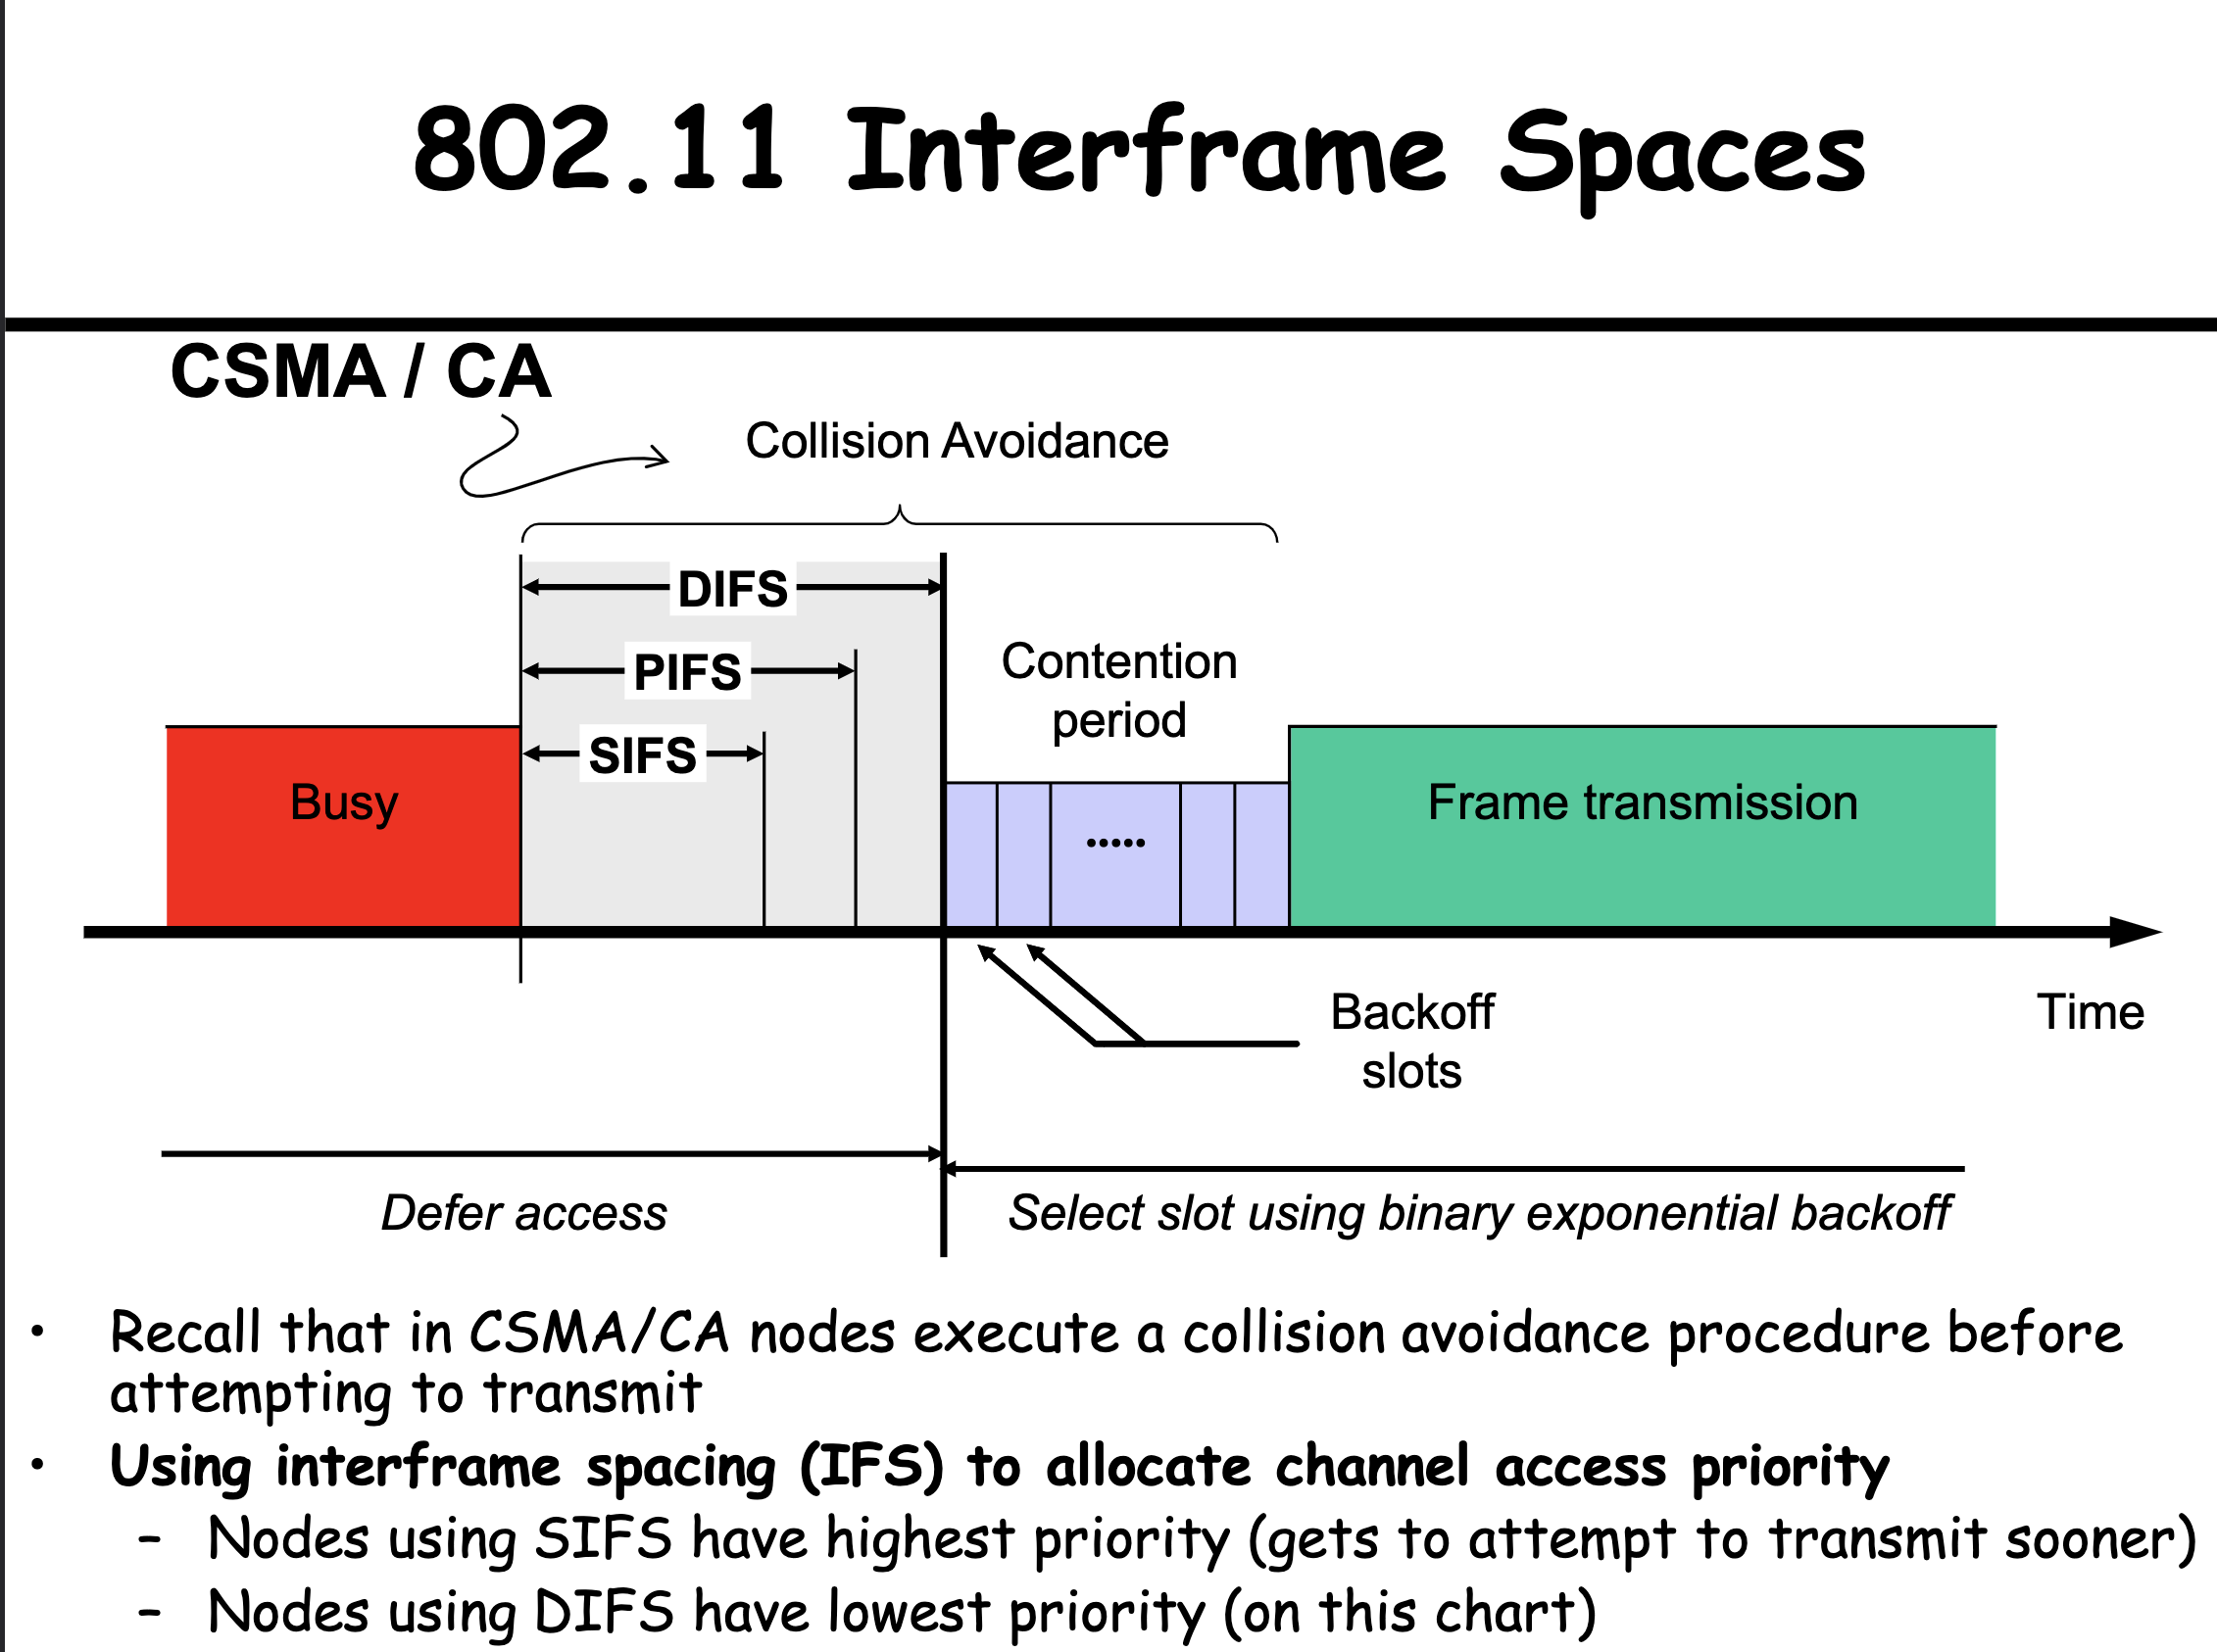 802.11 Interframe Spaces
CSMA / CA
Collision Avoidance
DIFS
PIFS
SIFS
Contention
period
Busy
.....
Frame transmission
Backoff
slots
Time
Defer access
Select slot using binary exponential backoff
• Recall that in CSMA/CA nodes execute a collision avoidance procedure before
attempting to transmit
• Using interframe spacing (IFS) to allocate channel access priority
– Nodes using SIFS have highest priority (gets to attempt to transmit sooner)
– Nodes using DIFS have lowest priority (on this chart)